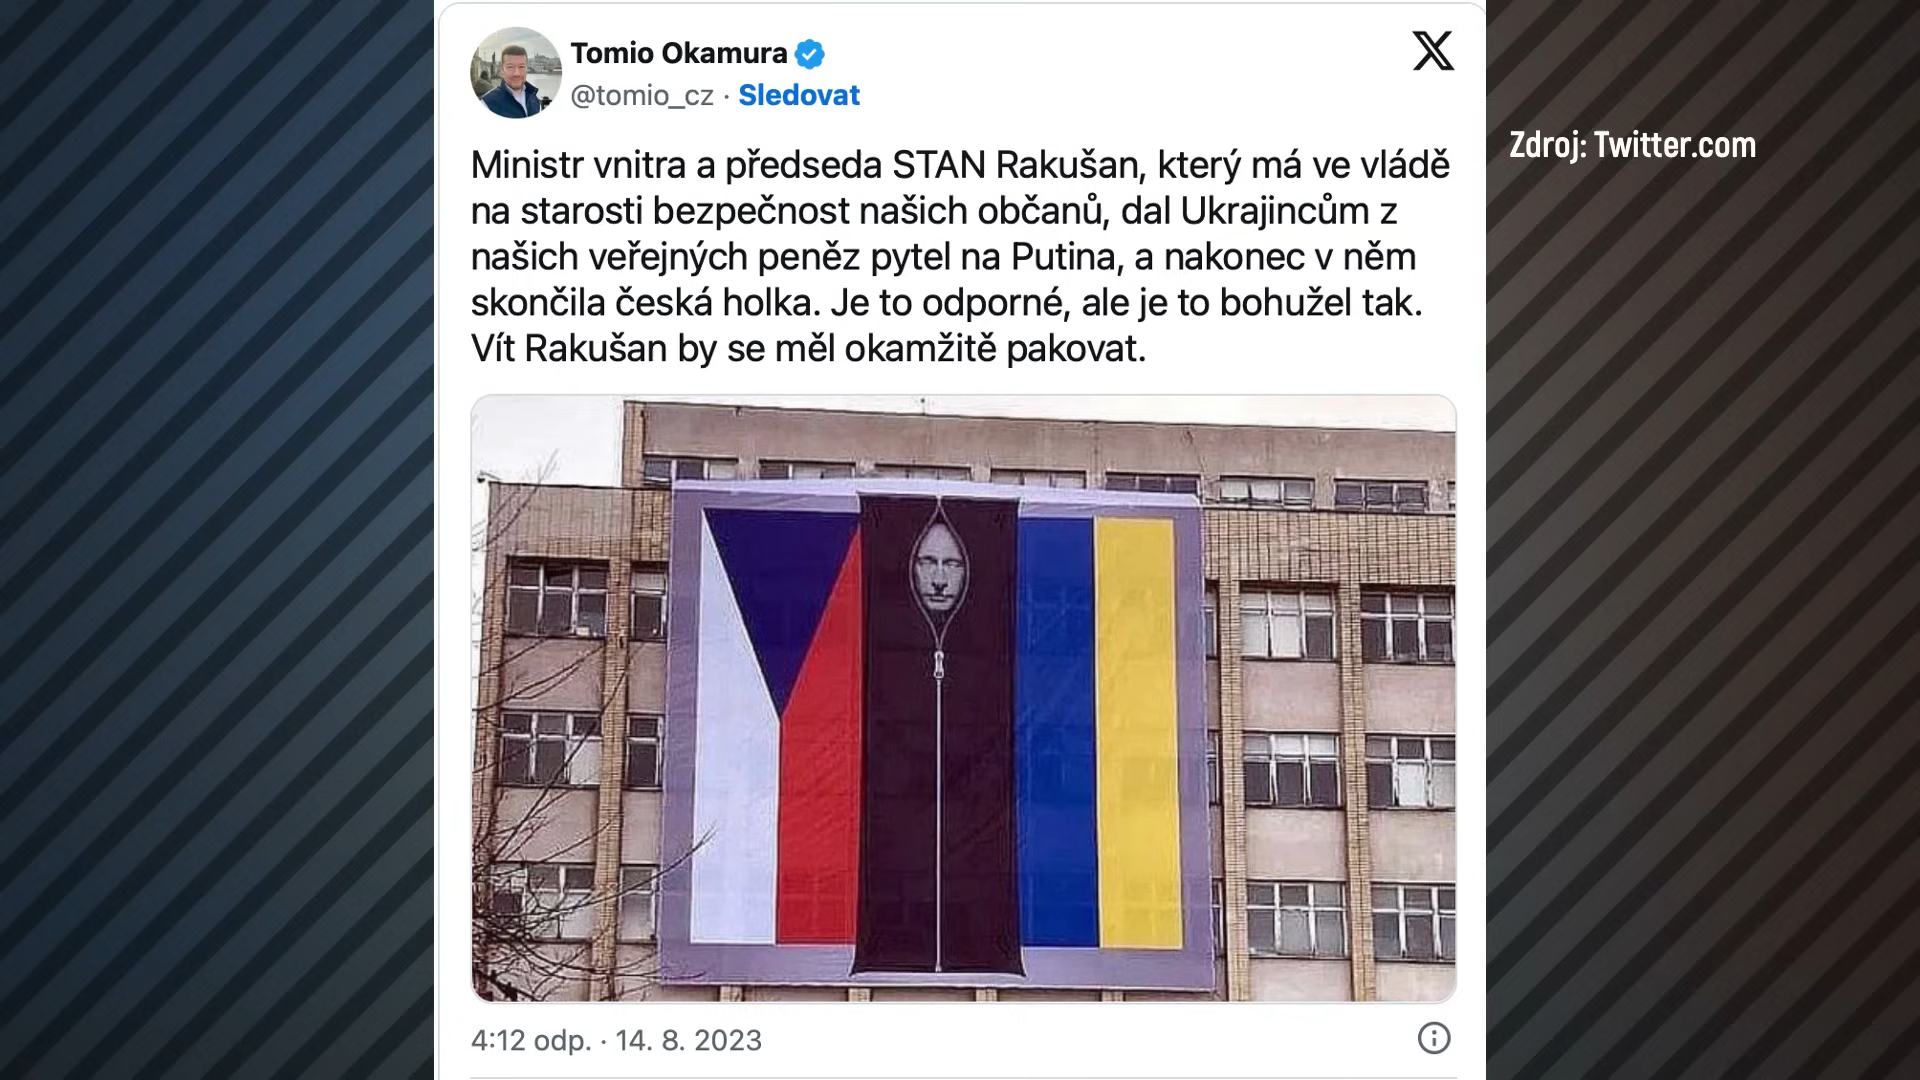 Tomio Okamura
@tomio_cz · Sledovat
Zdroj: Twitter.com
Ministr vnitra a předseda STAN Rakušan, který má ve vládě
na starosti bezpečnost našich občanů, dal Ukrajincům z
našich veřejných peněz pytel na Putina, a nakonec v něm
skončila česká holka. Je to odporné, ale je to bohužel tak.
Vít Rakušan by se měl okamžitě pakovat.
4:12 odp. · 14. 8. 2023